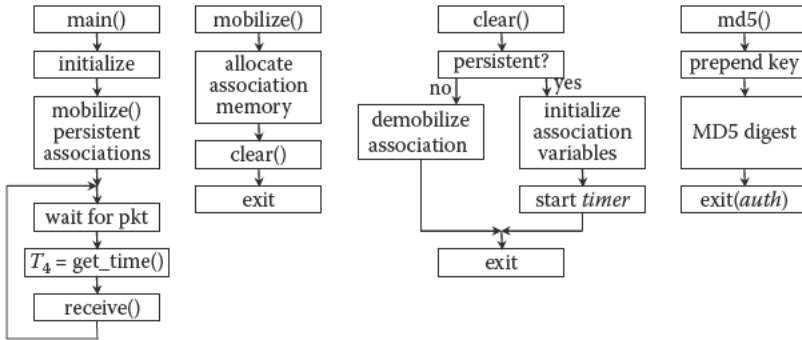 main()
initialize
mobilize()
persistent
associations
wait for pkt
T4 = get_time()
receive()
mobilize()
allocate
association
memory
clear()
exit
clear()
persistent?
no
yes
demobilize
association
initialize
association
variables
start timer
exit
md5()
prepend key
MD5 digest
exit(auth)